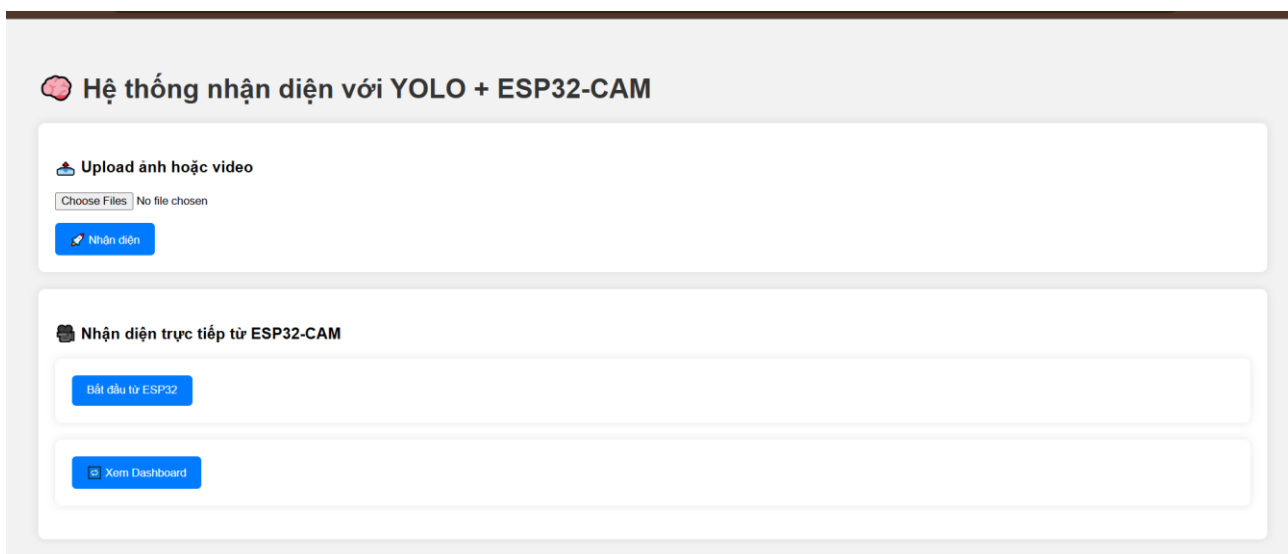 Hệ thống nhận diện với YOLO + ESP32-CAM
Upload ảnh hoặc video
Choose Files No file chosen
Nhận diện
Nhận diện trực tiếp từ ESP32-CAM
Bắt đầu từ ESP32
Xem Dashboard